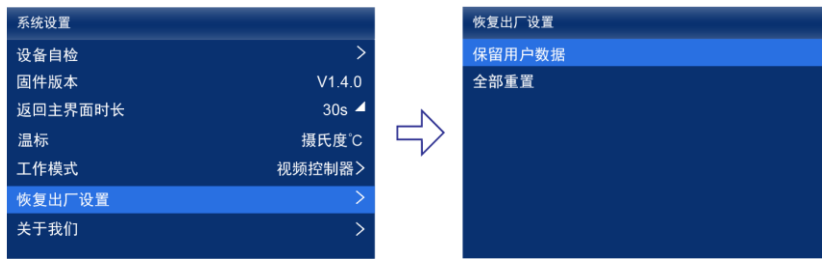 系统设置
设备自检 >
固件版本 V1.4.0
返回主界面时长 30s
温标 摄氏度℃
工作模式 视频控制器>
恢复出厂设置 >
关于我们 >
恢复出厂设置
保留用户数据
全部重置